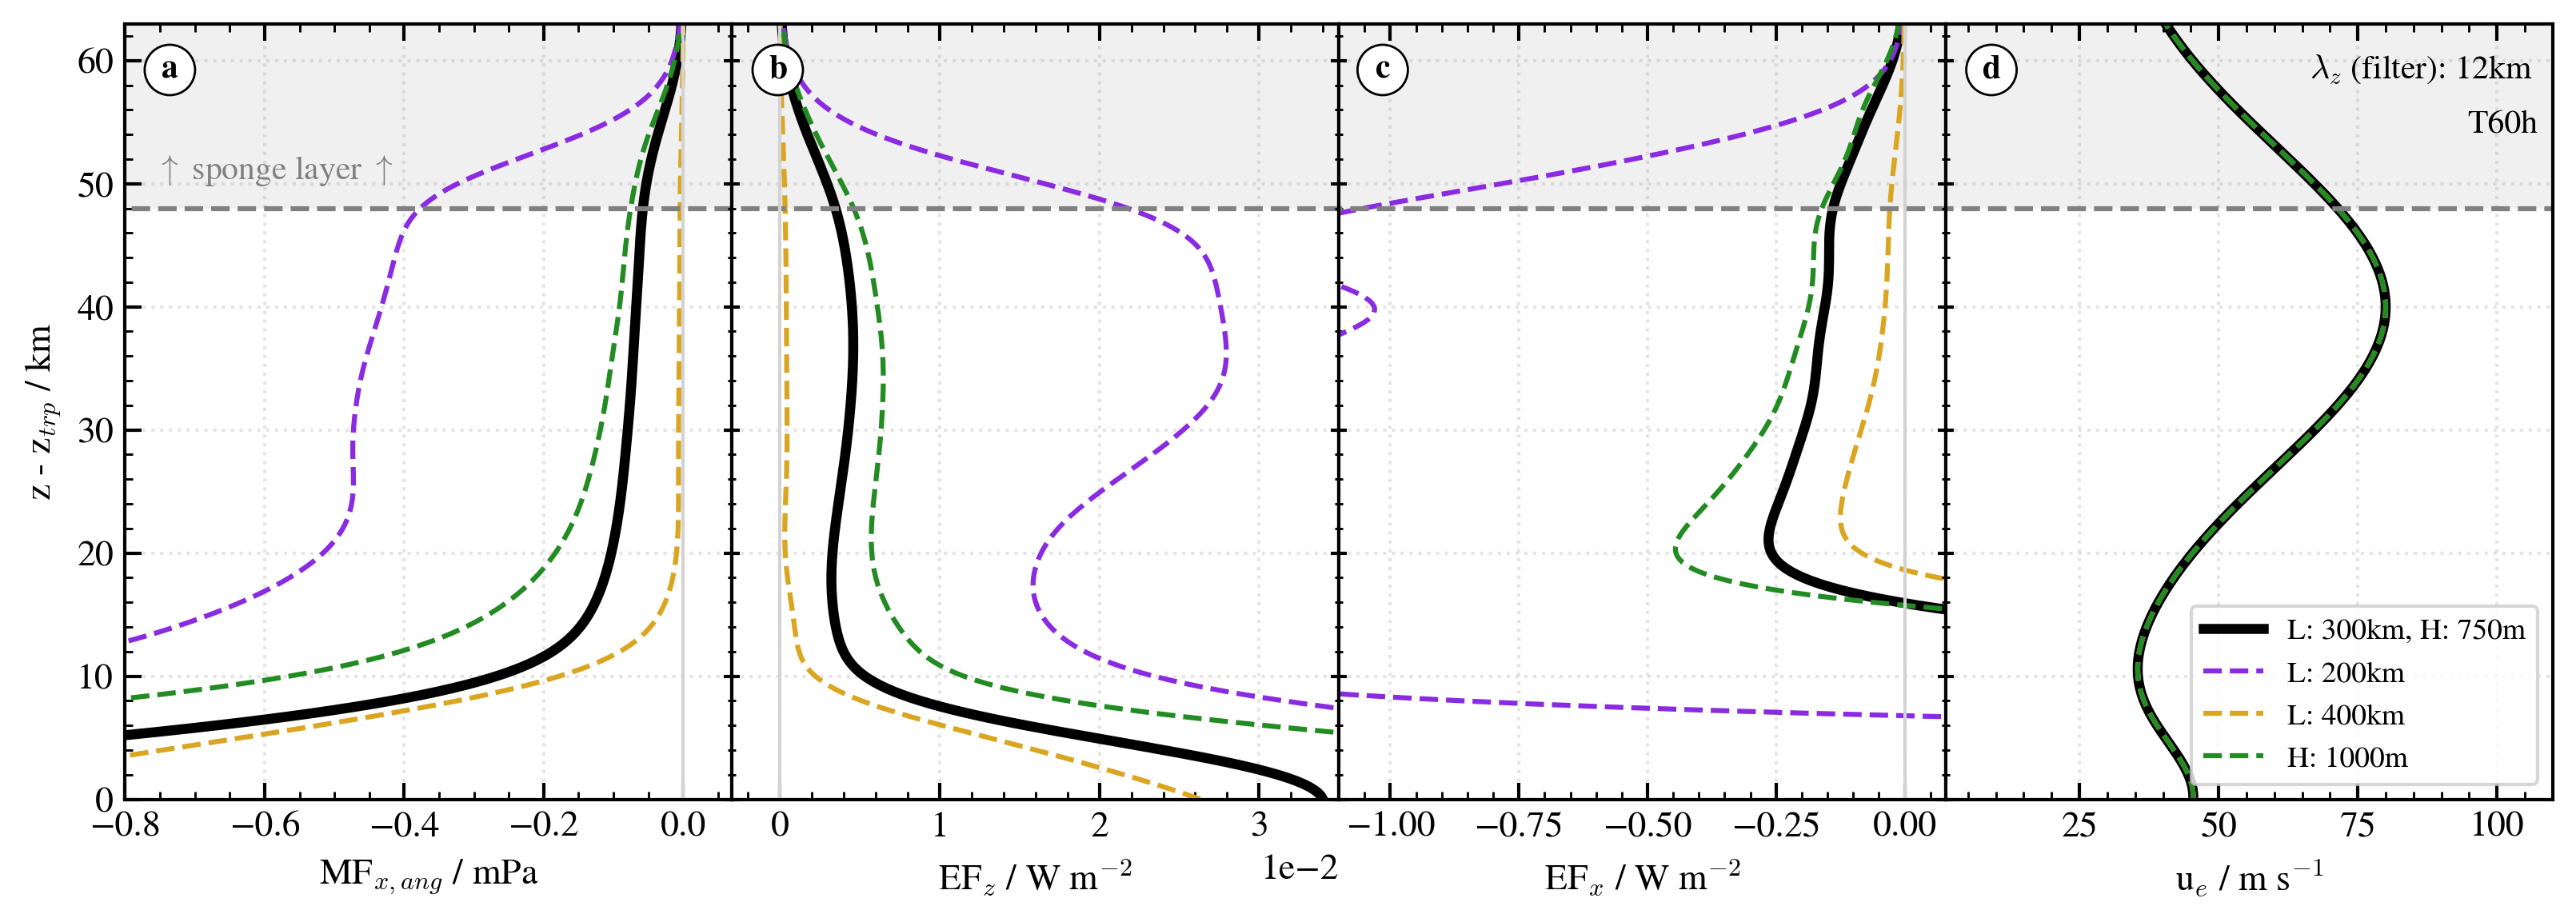 a
b
c
d
λz (filter): 12km
T60h
↑ sponge layer ↑
z - ztrp / km
60
50
40
30
20
10
0
−0.8 −0.6 −0.4 −0.2 0.0
MFx, ang / mPa
0 1 2 3
1e−2
EFz / W m−2
−1.00 −0.75 −0.50 −0.25 0.00
EFx / W m−2
25 50 75 100
ue / m s−1
L: 300km, H: 750m
L: 200km
L: 400km
H: 1000m